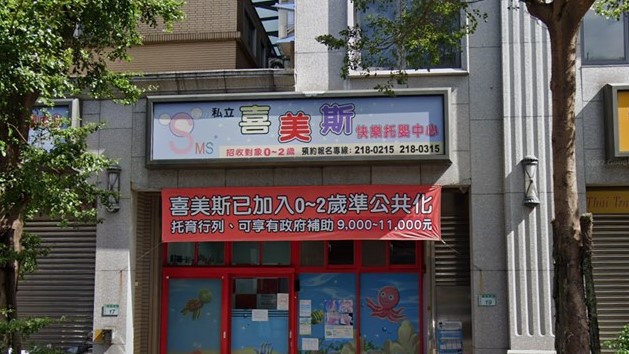 私立
喜美斯
快樂托嬰中心
SMS
招收對象0~2歲 預約報名專線: 218-0215 218-0315
喜美斯已加入0~2歲準公共化
托育行列、可享有政府補助 9,000~11,000元
17
Thai Tra